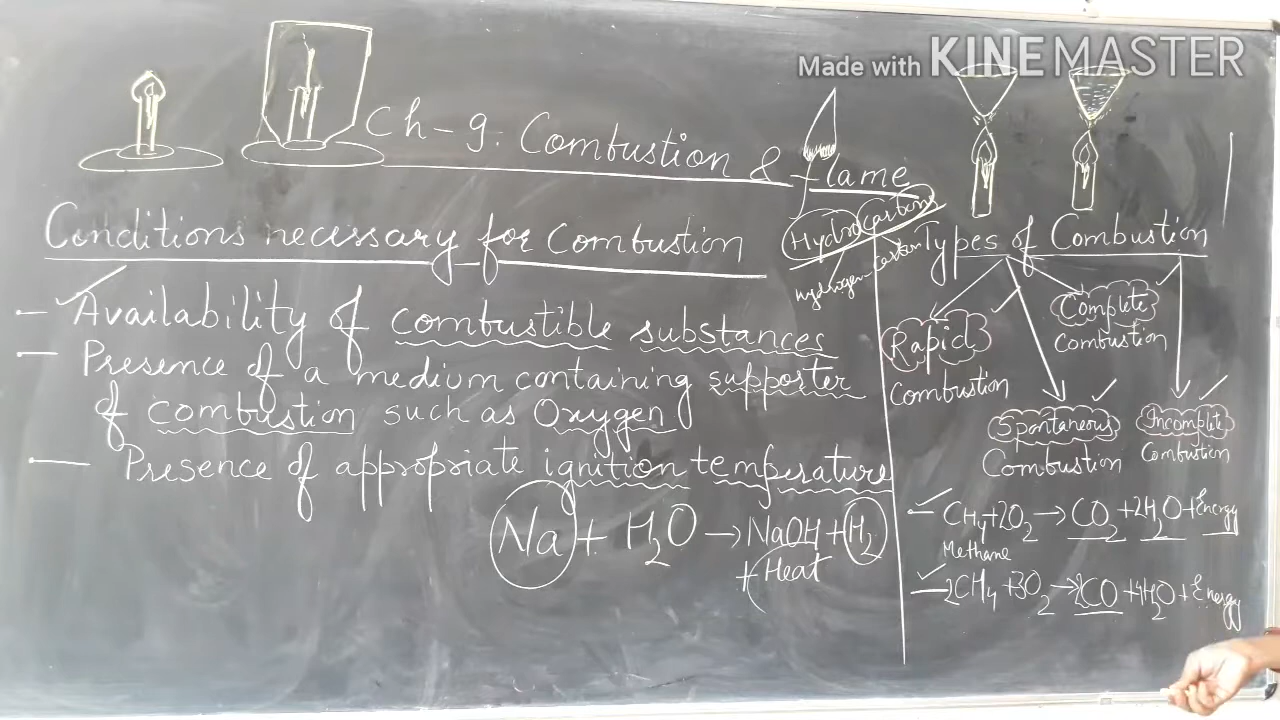 Made with KINEMASTER
Ch-9. Combustion & Flame
Conditions necessary for Combustion
- Availability of combustible substances
- Presence of a medium containing supporter
of combustion such as Oxygen
- Presence of appropriate ignition temperature
Na + H₂O → NaOH + H₂
+ Heat
Hydrocarbons
hydrogen carbon
Types of Combustion
Rapid
Combustion
Complete
Combustion
Spontaneous
Combustion
Incomplete
Combustion
- CH₄ + 2O₂ → CO₂ + 2H₂O + Energy
Methane
- 2CH₄ + 3O₂ → 2CO + 4H₂O + Energy